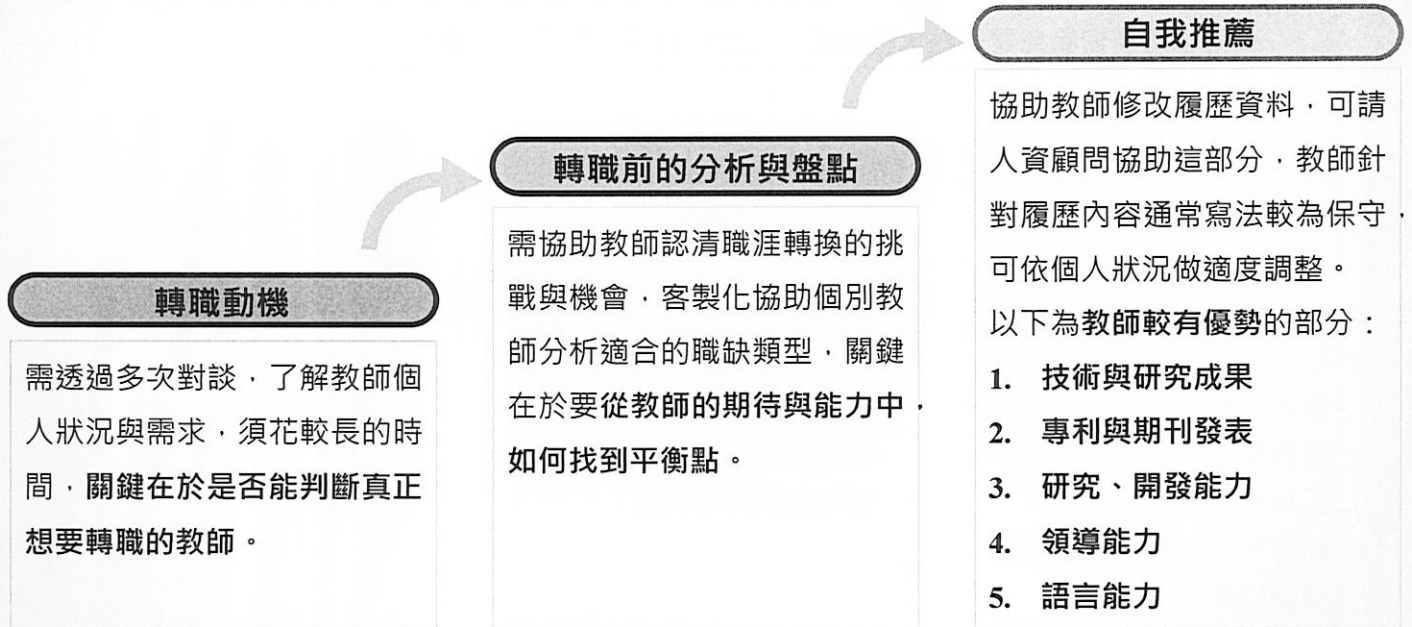 轉職動機
需透過多次對談，了解教師個
人狀況與需求，須花較長的時
間，關鍵在於是否能判斷真正
想要轉職的教師。
轉職前的分析與盤點
需協助教師認清職涯轉換的挑
戰與機會，客製化協助個別教
師分析適合的職缺類型，關鍵
在於要從教師的期待與能力中，
如何找到平衡點。
自我推薦
協助教師修改履歷資料，可請
人資顧問協助這部分，教師針
對履歷內容通常寫法較為保守，
可依個人狀況做適度調整。
以下為教師較有優勢的部分：
1. 技術與研究成果
2. 專利與期刊發表
3. 研究、開發能力
4. 領導能力
5. 語言能力